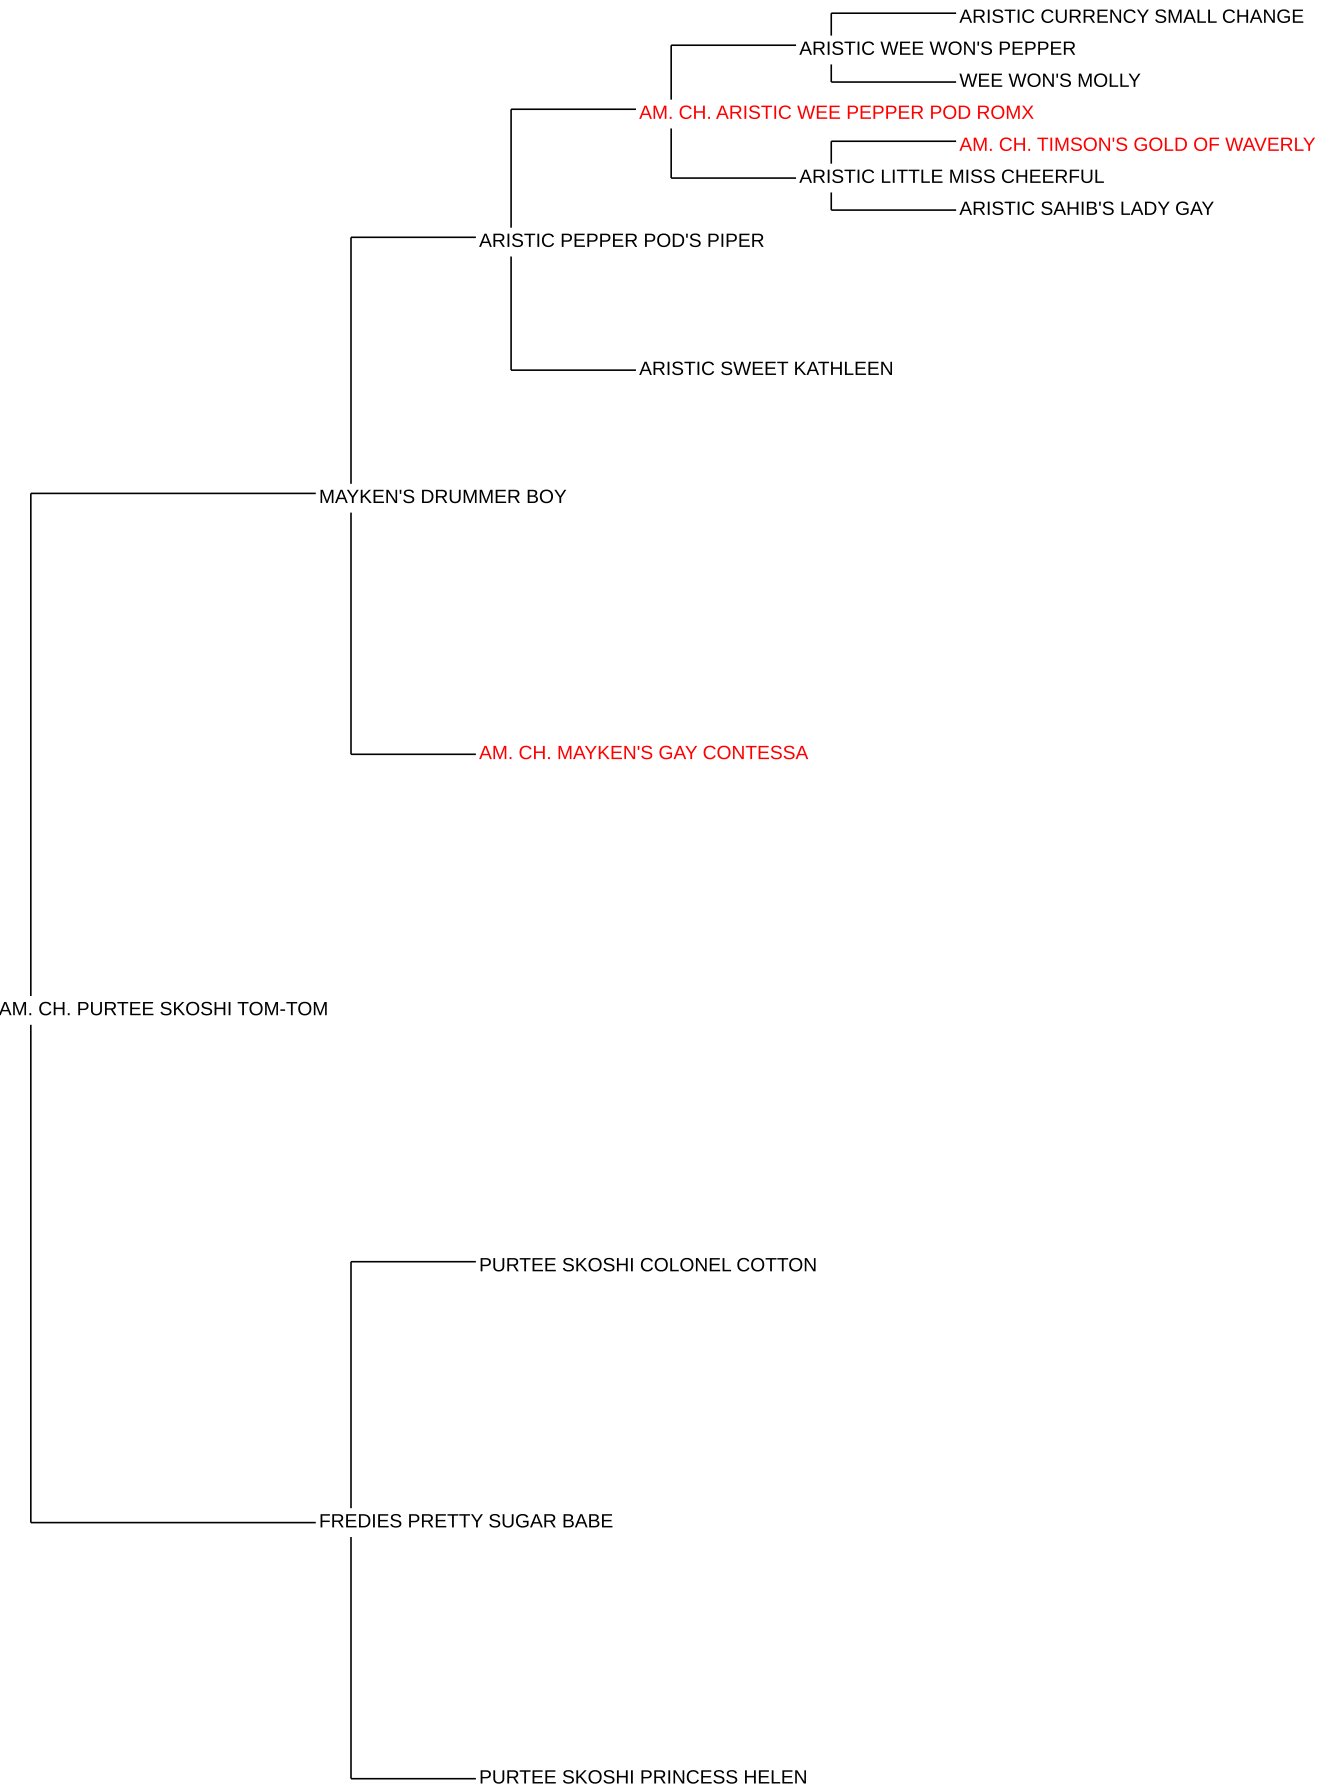 ARISTIC CURRENCY SMALL CHANGE
ARISTIC WEE WON'S PEPPER
WEE WON'S MOLLY
AM. CH. ARISTIC WEE PEPPER POD ROMX
AM. CH. TIMSON'S GOLD OF WAVERLY
ARISTIC LITTLE MISS CHEERFUL
ARISTIC SAHIB'S LADY GAY
ARISTIC PEPPER POD'S PIPER
ARISTIC SWEET KATHLEEN
MAYKEN'S DRUMMER BOY
AM. CH. MAYKEN'S GAY CONTESSA
AM. CH. PURTEE SKOSHI TOM-TOM
PURTEE SKOSHI COLONEL COTTON
FREDIES PRETTY SUGAR BABE
PURTEE SKOSHI PRINCESS HELEN